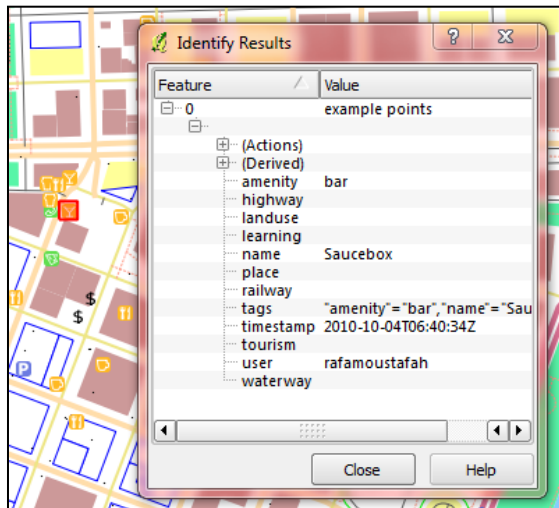 Identify Results
Feature Value
0 example points
(Actions)
(Derived)
amenity bar
highway
landuse
learning
name Saucebox
place
railway
tags "amenity"="bar","name"="Sau
timestamp 2010-10-04T06:40:34Z
tourism
user rafamoustafah
waterway
$
$
P
Close Help